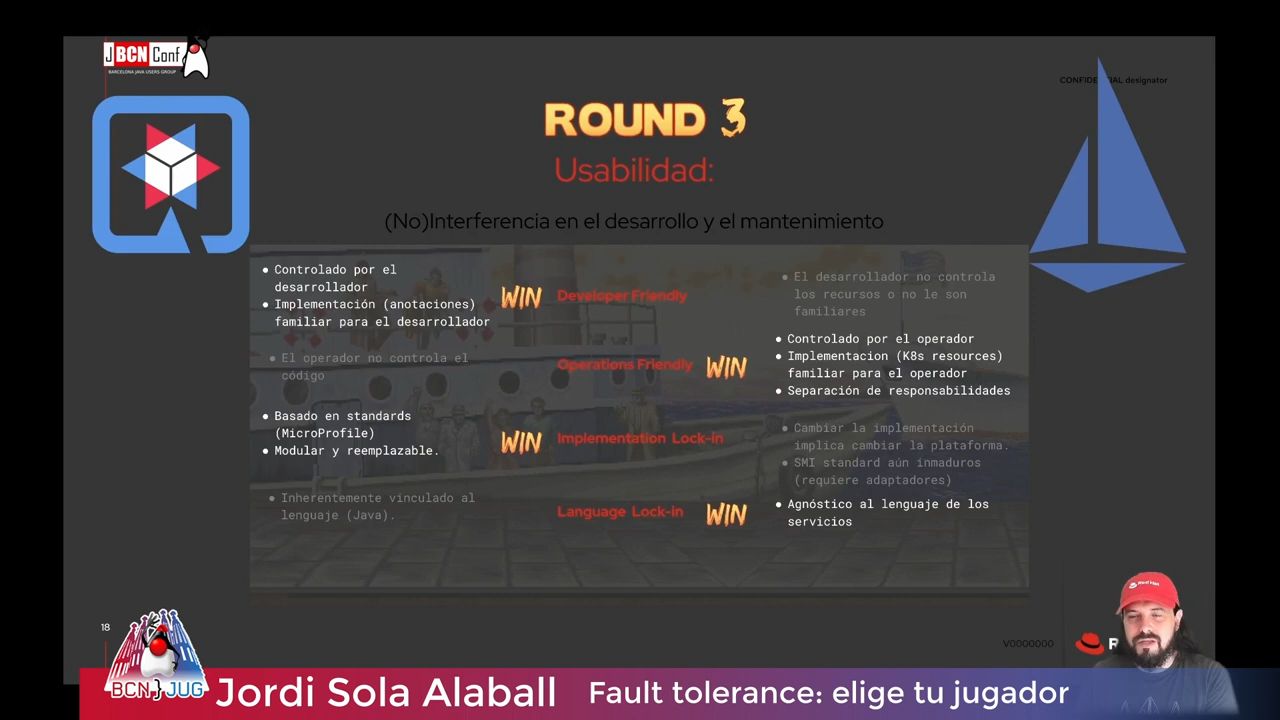 JBCNConf
BARCELONA JAVA USERS GROUP
designator
ROUND 3
Usabilidad:
(No)Interferencia en el desarrollo y el mantenimiento
● Controlado por el
desarrollador
● Implementación (anotaciones)
familiar para el desarrollador
WIN
Developer Friendly
● El desarrollador no controla
los recursos o no le son
familiares
● El operador no controla el
código
Operations Friendly
WIN
● Controlado por el operador
● Implementacion (K8s resources)
familiar para el operador
● Separación de responsabilidades
● Basado en standards
(MicroProfile)
● Modular y reemplazable.
WIN
Implementation Lock-in
● Cambiar la implementación
implica cambiar la plataforma.
● SMI standard aún inmaduros
(requiere adaptadores)
● Inherentemente vinculado al
lenguaje (Java).
Language Lock-in
WIN
● Agnóstico al lenguaje de los
servicios
18
V0000000
Red Hat
BCN JUG
Jordi Sola Alaball
Fault tolerance: elige tu jugador